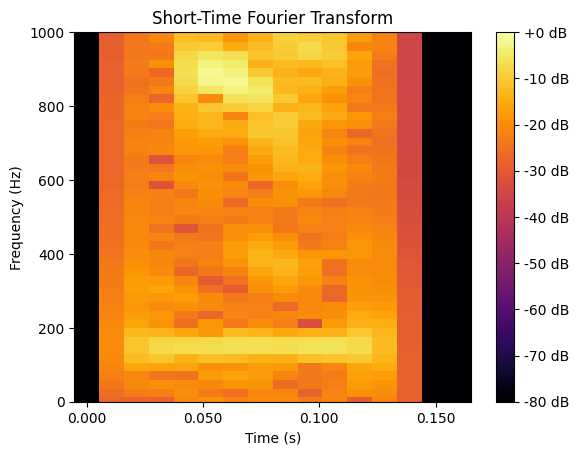 Short-Time Fourier Transform
1000
800
600
400
200
0
Frequency (Hz)
0.000
0.050
0.100
0.150
Time (s)
+0 dB
-10 dB
-20 dB
-30 dB
-40 dB
-50 dB
-60 dB
-70 dB
-80 dB